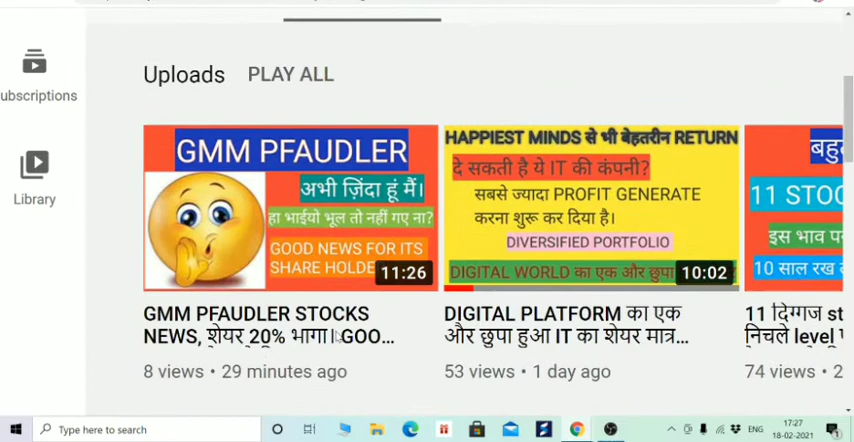 Uploads PLAY ALL
ubscriptions
Library
GMM PFAUDLER
अभी ज़िंदा हूं मैं।
हा भाईयो भूल तो नहीं गए ना?
GOOD NEWS FOR ITS
SHARE HOLDE
11:26
GMM PFAUDLER STOCKS
NEWS, शेयर 20% भागा। GOO...
8 views • 29 minutes ago
HAPPIEST MINDS से भी बेहतरीन RETURN
दे सकती है ये IT की कंपनी?
सबसे ज्यादा PROFIT GENERATE
करना शुरू कर दिया है।
DIVERSIFIED PORTFOLIO
DIGITAL WORLD का एक और छुपा
10:02
DIGITAL PLATFORM का एक
और छुपा हुआ IT का शेयर मात्र...
53 views • 1 day ago
11 STO
इस भाव
10 साल रख
11 दिग्गज st
निचले level
74 views • 2
Type here to search
ENG
17:27
18-02-2021